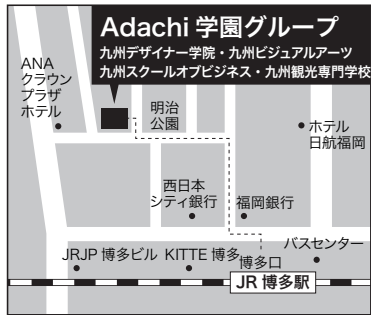 Adachi 学園グループ
九州デザイナー学院・九州ビジュアルアーツ
九州スクールオブビジネス・九州観光専門学校
ANA
クラウン
プラザ
ホテル
明治
公園
ホテル
日航福岡
西日本
シティ銀行
福岡銀行
JRJP 博多ビル
KITTE 博多
博多口
バスセンター
JR 博多駅